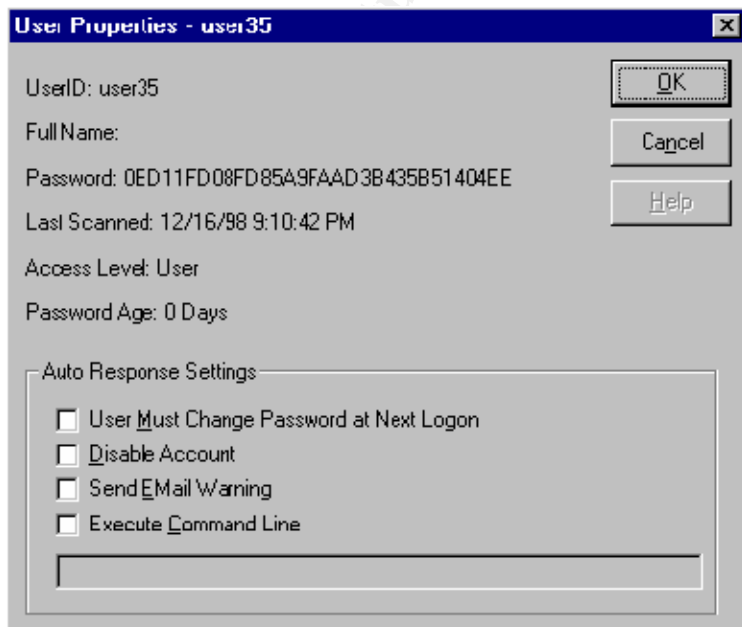 User Properties - user35
UserID: user35
OK
Full Name:
Cancel
Password: 0ED11FD08FD85A9FAAD3B435B51404EE
Help
Last Scanned: 12/16/98 9:10:42 PM
Access Level: User
Password Age: 0 Days
Auto Response Settings
User Must Change Password at Next Logon
Disable Account
Send EMail Warning
Execute Command Line